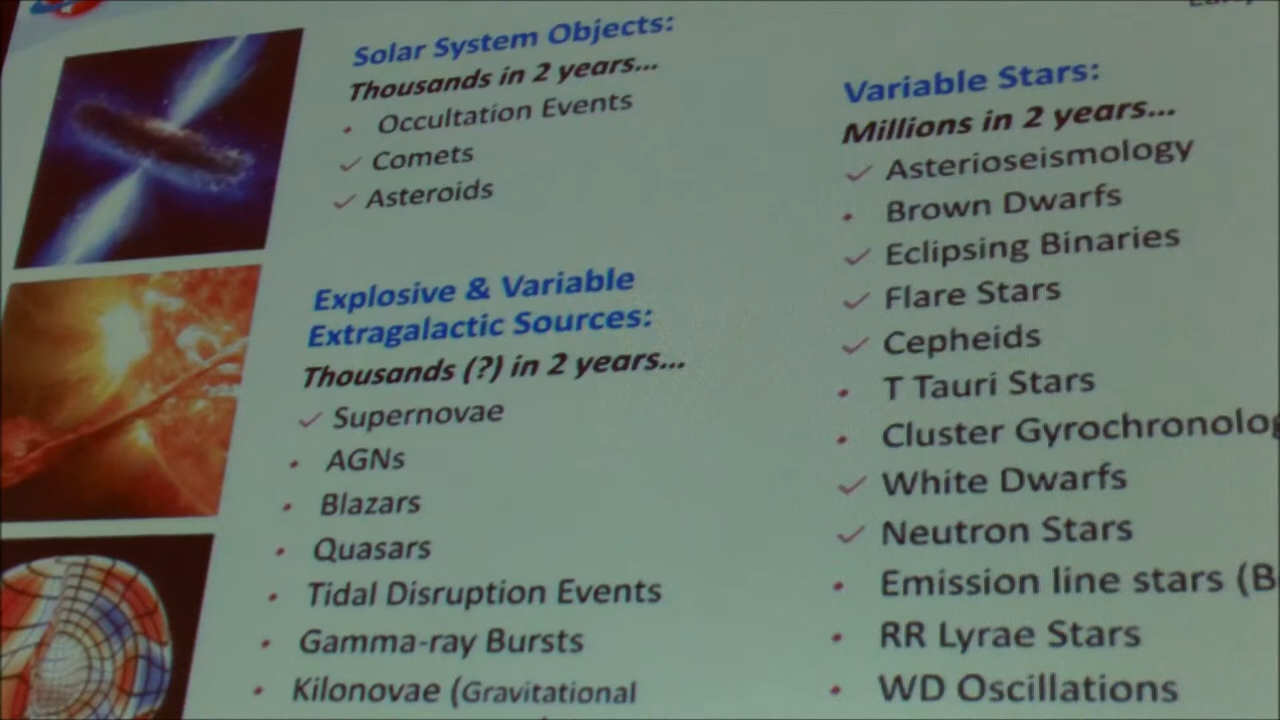 Solar System Objects:
Thousands in 2 years...
• Occultation Events
✓ Comets
✓ Asteroids
Explosive & Variable
Extragalactic Sources:
Thousands (?) in 2 years...
✓ Supernovae
• AGNs
• Blazars
• Quasars
• Tidal Disruption Events
• Gamma-ray Bursts
• Kilonovae (Gravitational
Variable Stars:
Millions in 2 years...
✓ Asterioseismology
• Brown Dwarfs
✓ Eclipsing Binaries
✓ Flare Stars
✓ Cepheids
• T Tauri Stars
• Cluster Gyrochronolog
✓ White Dwarfs
✓ Neutron Stars
• Emission line stars (B
• RR Lyrae Stars
• WD Oscillations